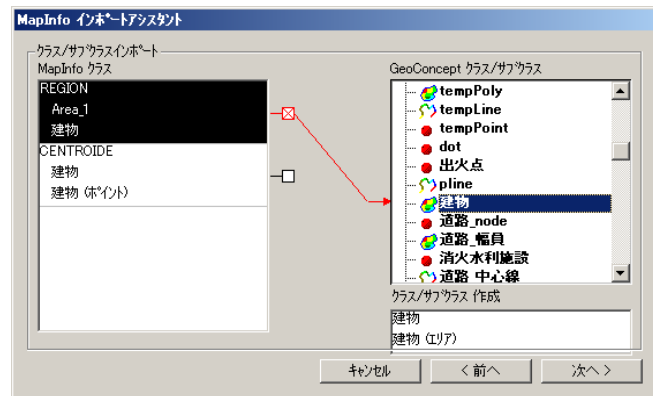 MapInfo インポートアシスタント
クラス/サブクラスインポート
MapInfo クラス
REGION
Area_1
建物
CENTROIDE
建物
建物 (ポイント)
GeoConcept クラス/サブクラス
tempPoly
tempLine
tempPoint
dot
出火点
pline
建物
道路_node
道路_幅員
消火水利施設
道路_中心線
クラス/サブクラス 作成
建物
建物 (エリア)
キャンセル
< 前へ
次へ >